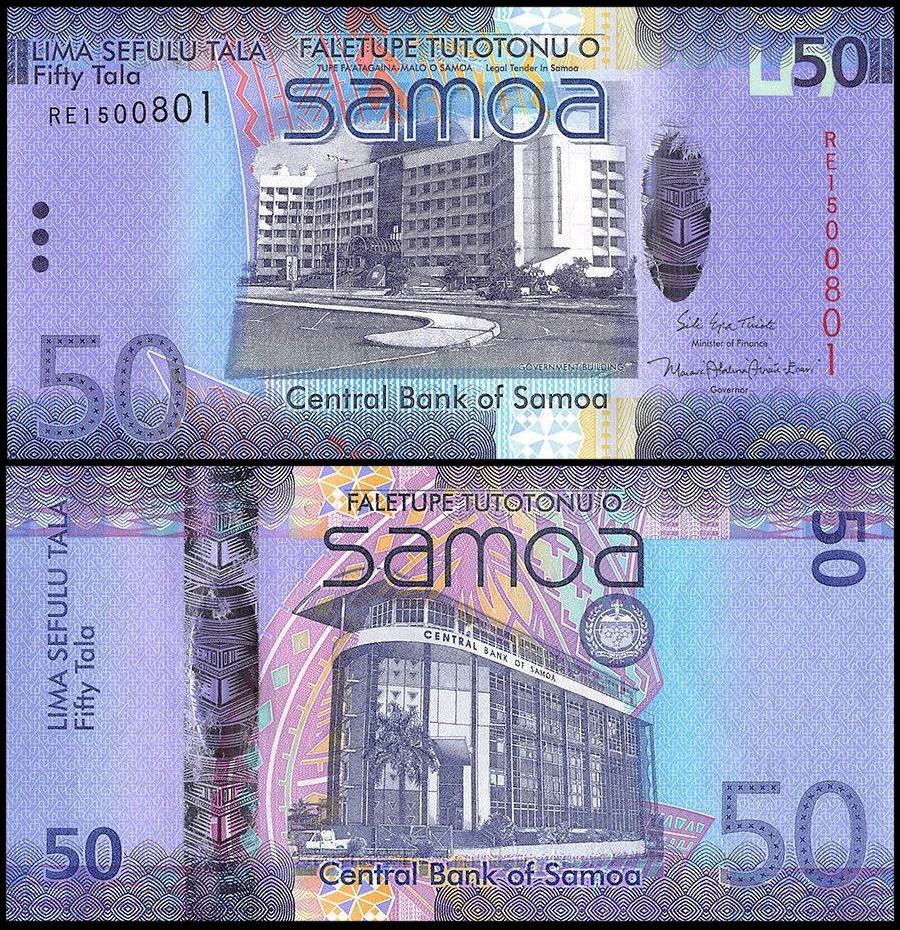 LIMA SEFULU TALA
Fifty Tala
RE1500801
FALETUPE TUTOTONU O
TUPE FA'ATAGAINA-MALO O SAMOA Legal Tender In Samoa
samoa
50
RE1500801
Minister of Finance
Governor
GOVERNMENT BUILDING
50
Central Bank of Samoa
FALETUPE TUTOTONU O
samoa
50
LIMA SEFULU TALA
Fifty Tala
CENTRAL BANK OF SAMOA
50
50
Central Bank of Samoa